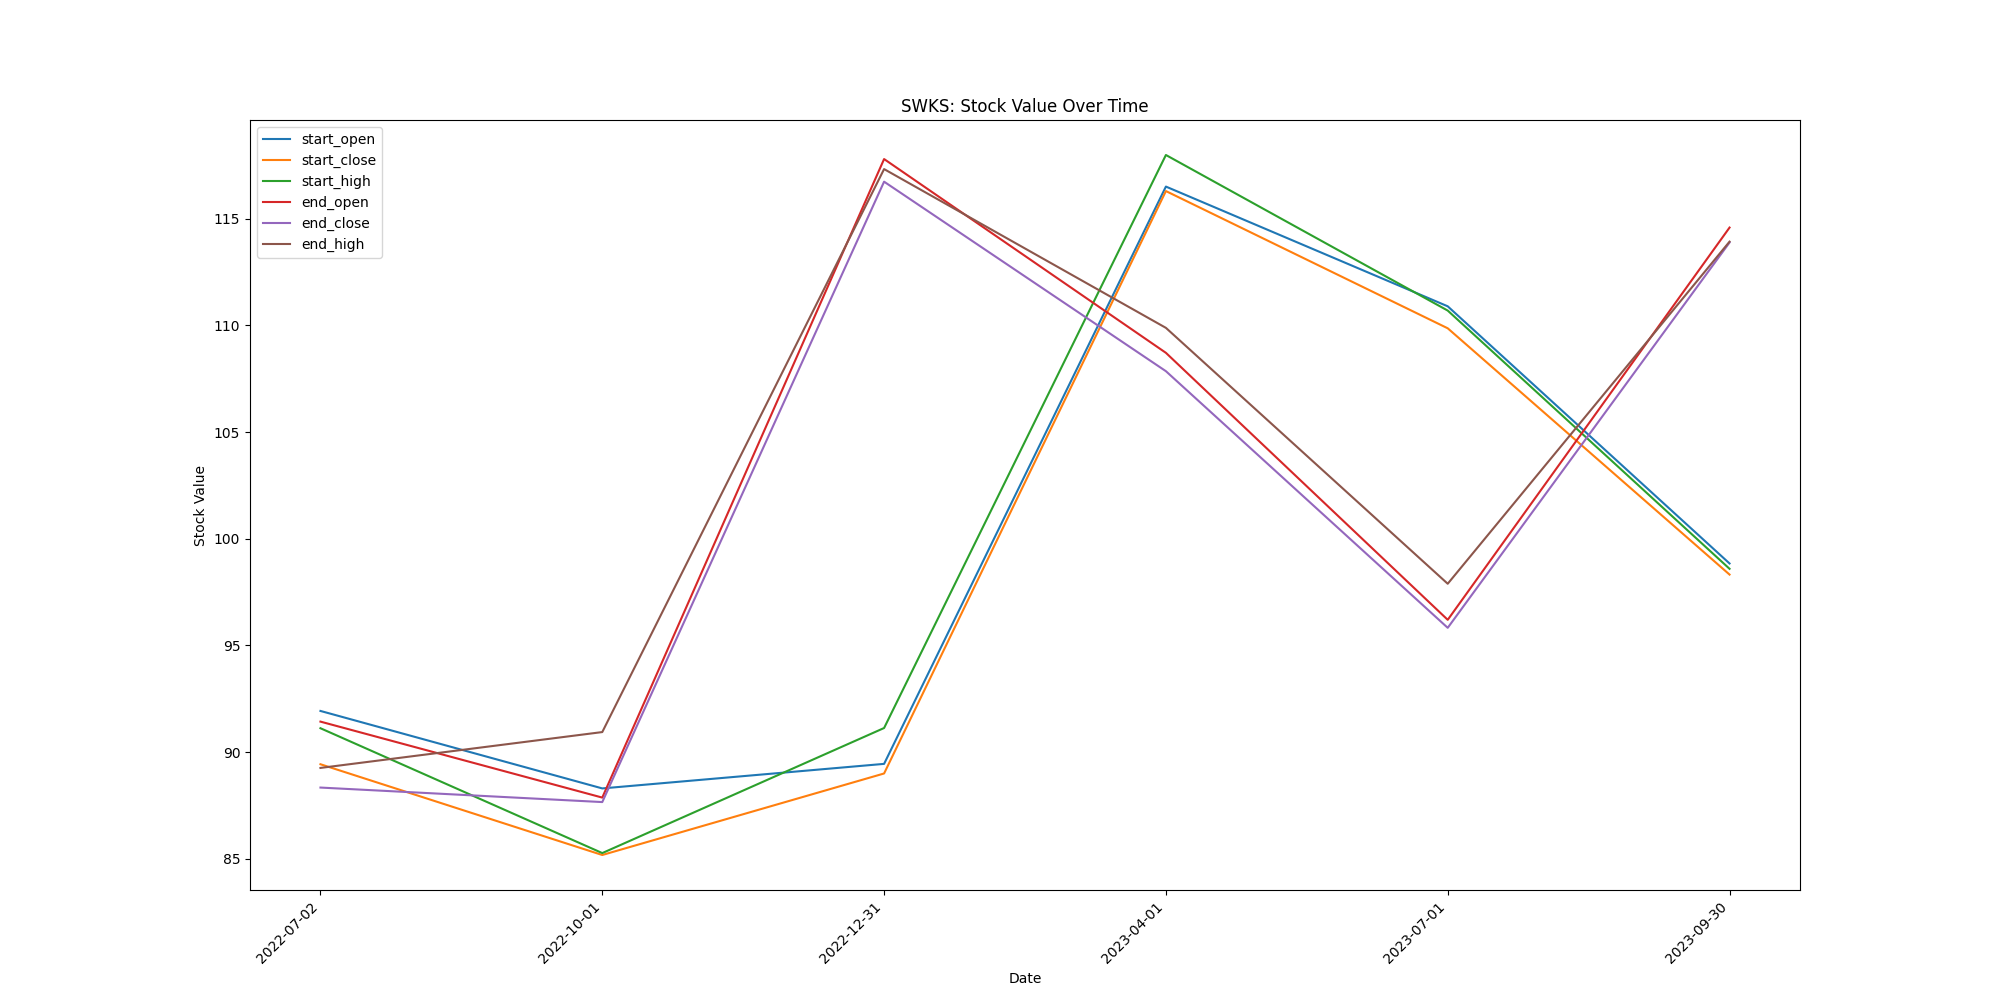 SWKS: Stock Value Over Time
start_open
start_close
start_high
end_open
end_close
end_high
Stock Value
115
110
105
100
95
90
85
2022-07-02
2022-10-01
2022-12-31
2023-04-01
2023-07-01
2023-09-30
Date